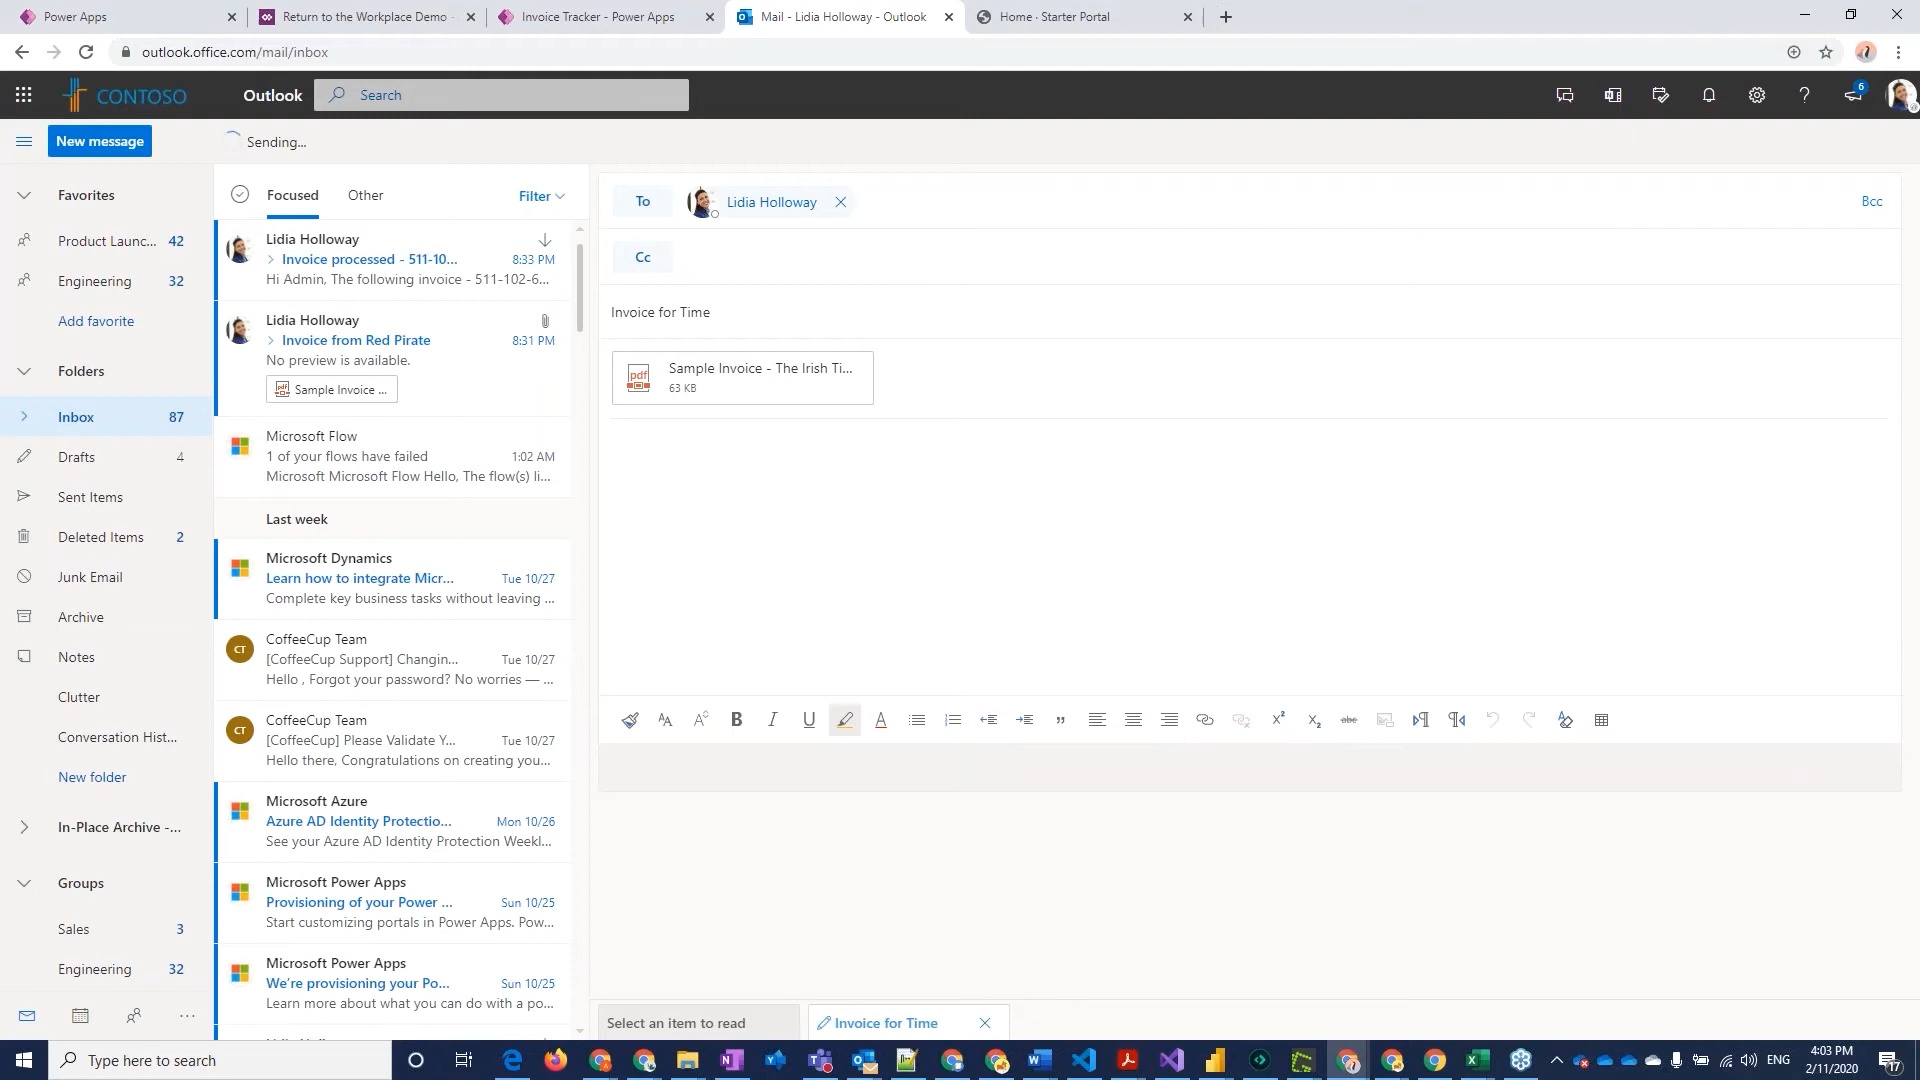 Power Apps
Return to the Workplace Demo -
Invoice Tracker - Power Apps
Mail - Lidia Holloway - Outlook
Home · Starter Portal
outlook.office.com/mail/inbox
CONTOSO
Outlook
Search
6
New message
Sending...
Favorites
Product Launc... 42
Engineering 32
Add favorite
Folders
Inbox 87
Drafts 4
Sent Items
Deleted Items 2
Junk Email
Archive
Notes
Clutter
Conversation Hist...
New folder
In-Place Archive -...
Groups
Sales 3
Engineering 32
Focused Other Filter
Lidia Holloway
Invoice processed - 511-10... 8:33 PM
Hi Admin, The following invoice - 511-102-6...
Lidia Holloway
Invoice from Red Pirate 8:31 PM
No preview is available.
Sample Invoice ...
Microsoft Flow
1 of your flows have failed 1:02 AM
Microsoft Microsoft Flow Hello, The flow(s) li...
Last week
Microsoft Dynamics
Learn how to integrate Micr... Tue 10/27
Complete key business tasks without leaving ...
CT
CoffeeCup Team
[CoffeeCup Support] Changin... Tue 10/27
Hello , Forgot your password? No worries — ...
CT
CoffeeCup Team
[CoffeeCup] Please Validate Y... Tue 10/27
Hello there, Congratulations on creating you...
Microsoft Azure
Azure AD Identity Protectio... Mon 10/26
See your Azure AD Identity Protection Weekl...
Microsoft Power Apps
Provisioning of your Power ... Sun 10/25
Start customizing portals in Power Apps. Pow...
Microsoft Power Apps
We're provisioning your Po... Sun 10/25
Learn more about what you can do with a po...
To Lidia Holloway Bcc
Cc
Invoice for Time
pdf
Sample Invoice - The Irish Ti...
63 KB
Select an item to read
Invoice for Time
Type here to search
ENG
4:03 PM
2/11/2020
17